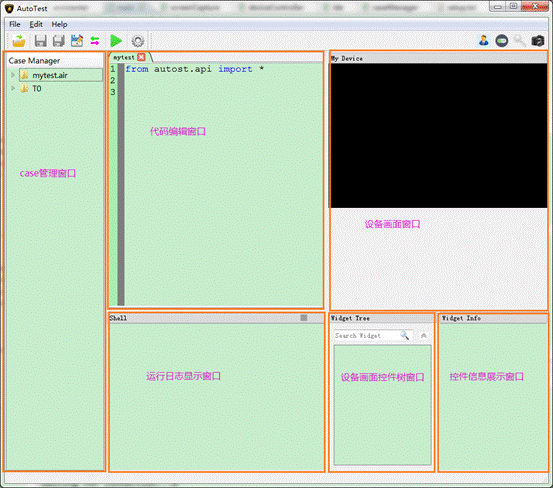 AutoTest
File Edit Help
Case Manager
mytest.air
T0
case管理窗口
mytest
1 from autost.api import *
2
3
代码编辑窗口
My Device
设备画面窗口
Shell
运行日志显示窗口
Widget Tree
Search Widget
设备画面控件树窗口
Widget Info
控件信息展示窗口